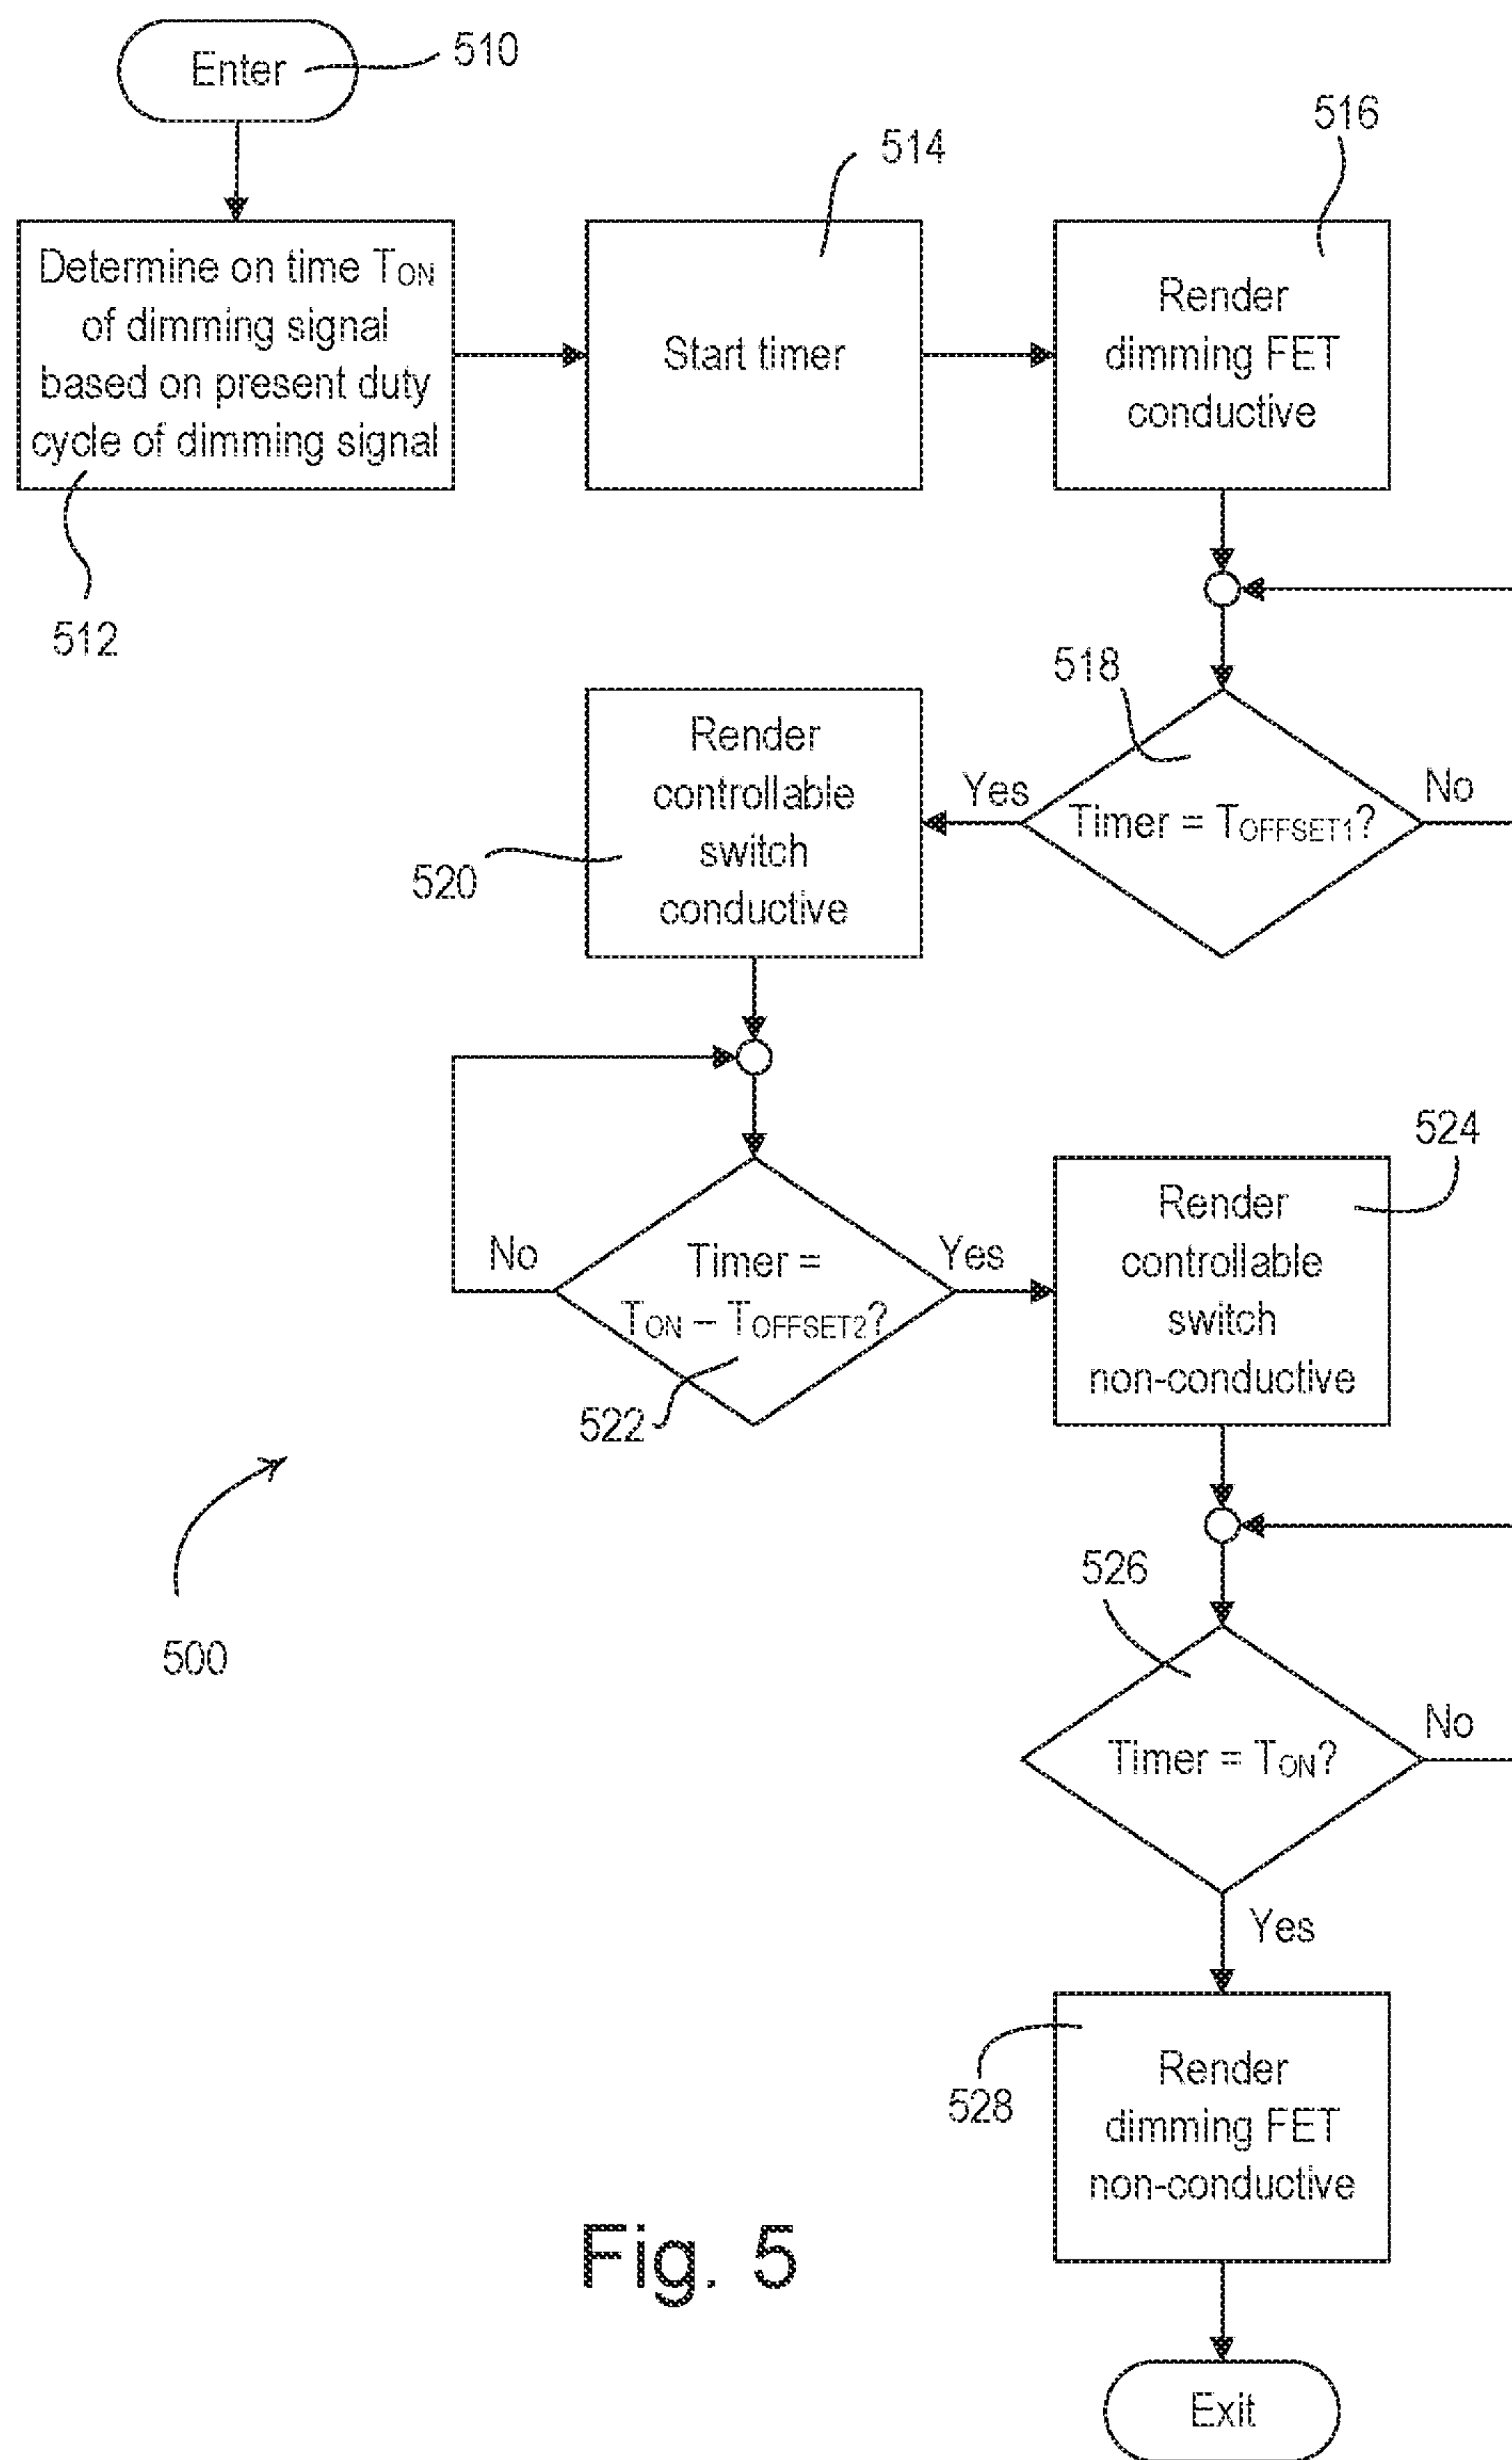 Enter
510
Determine on time TON
of dimming signal
based on present duty
cycle of dimming signal
512
514
Start timer
516
Render
dimming FET
conductive
518
Timer = TOFFSET1?
Yes
No
Render
controllable
switch
conductive
520
Timer =
TON – TOFFSET2?
No
Yes
522
524
Render
controllable
switch
non-conductive
526
Timer = TON?
No
Yes
528
Render
dimming FET
non-conductive
Exit
500
Fig. 5